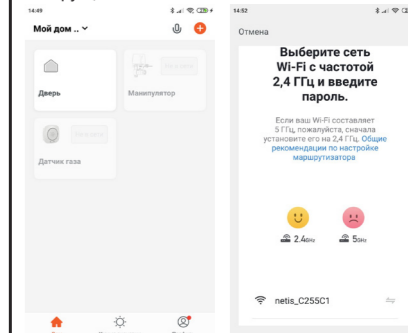 14:49
Мой дом ..
Дверь
Манипулятор
Датчик газа
14:52
Отмена
Выберите сеть
Wi-Fi с частотой
2,4 ГГц и введите
пароль.
Если ваш Wi-Fi составляет
5 ГГц, пожалуйста, сначала
установите его на 2,4 ГГц. Общие
рекомендации по настройке
маршрутизатора
2.4GHz
5GHz
netis_C255C1